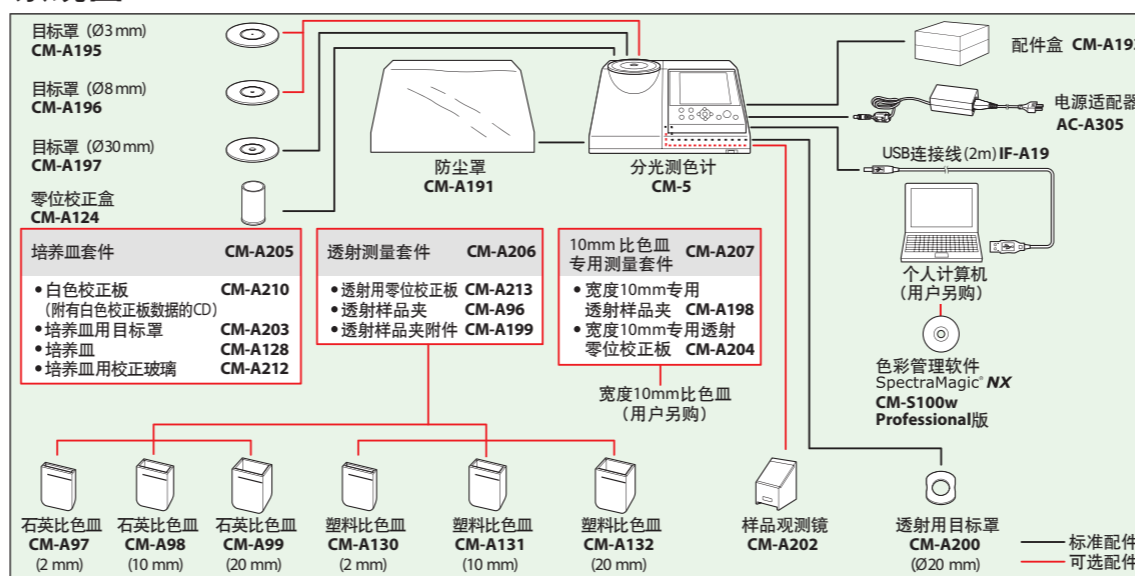 目标罩 (Ø3 mm)
CM-A195
目标罩 (Ø8 mm)
CM-A196
目标罩 (Ø30 mm)
CM-A197
零位校正盒
CM-A124
防尘罩
CM-A191
分光测色计
CM-5
配件盒 CM-A193
电源适配器
AC-A305
USB连接线(2m) IF-A19
个人计算机
(用户另购)
色彩管理软件
SpectraMagic® NX
CM-S100w
Professional版
培养皿套件 CM-A205
•白色校正板 CM-A210
(附有白色校正板数据的CD)
•培养皿用目标罩 CM-A203
•培养皿 CM-A128
•培养皿用校正玻璃 CM-A212
透射测量套件 CM-A206
•透射用零位校正板 CM-A213
•透射样品夹 CM-A96
•透射样品夹附件 CM-A199
10mm 比色皿
专用测量套件 CM-A207
•宽度10mm专用
透射样品夹 CM-A198
•宽度10mm专用透射
零位校正板 CM-A204
宽度10mm比色皿
(用户另购)
石英比色皿
CM-A97
(2 mm)
石英比色皿
CM-A98
(10 mm)
石英比色皿
CM-A99
(20 mm)
塑料比色皿
CM-A130
(2 mm)
塑料比色皿
CM-A131
(10 mm)
塑料比色皿
CM-A132
(20 mm)
样品观测镜
CM-A202
透射用目标罩
CM-A200
(Ø20 mm)
标准配件
可选配件